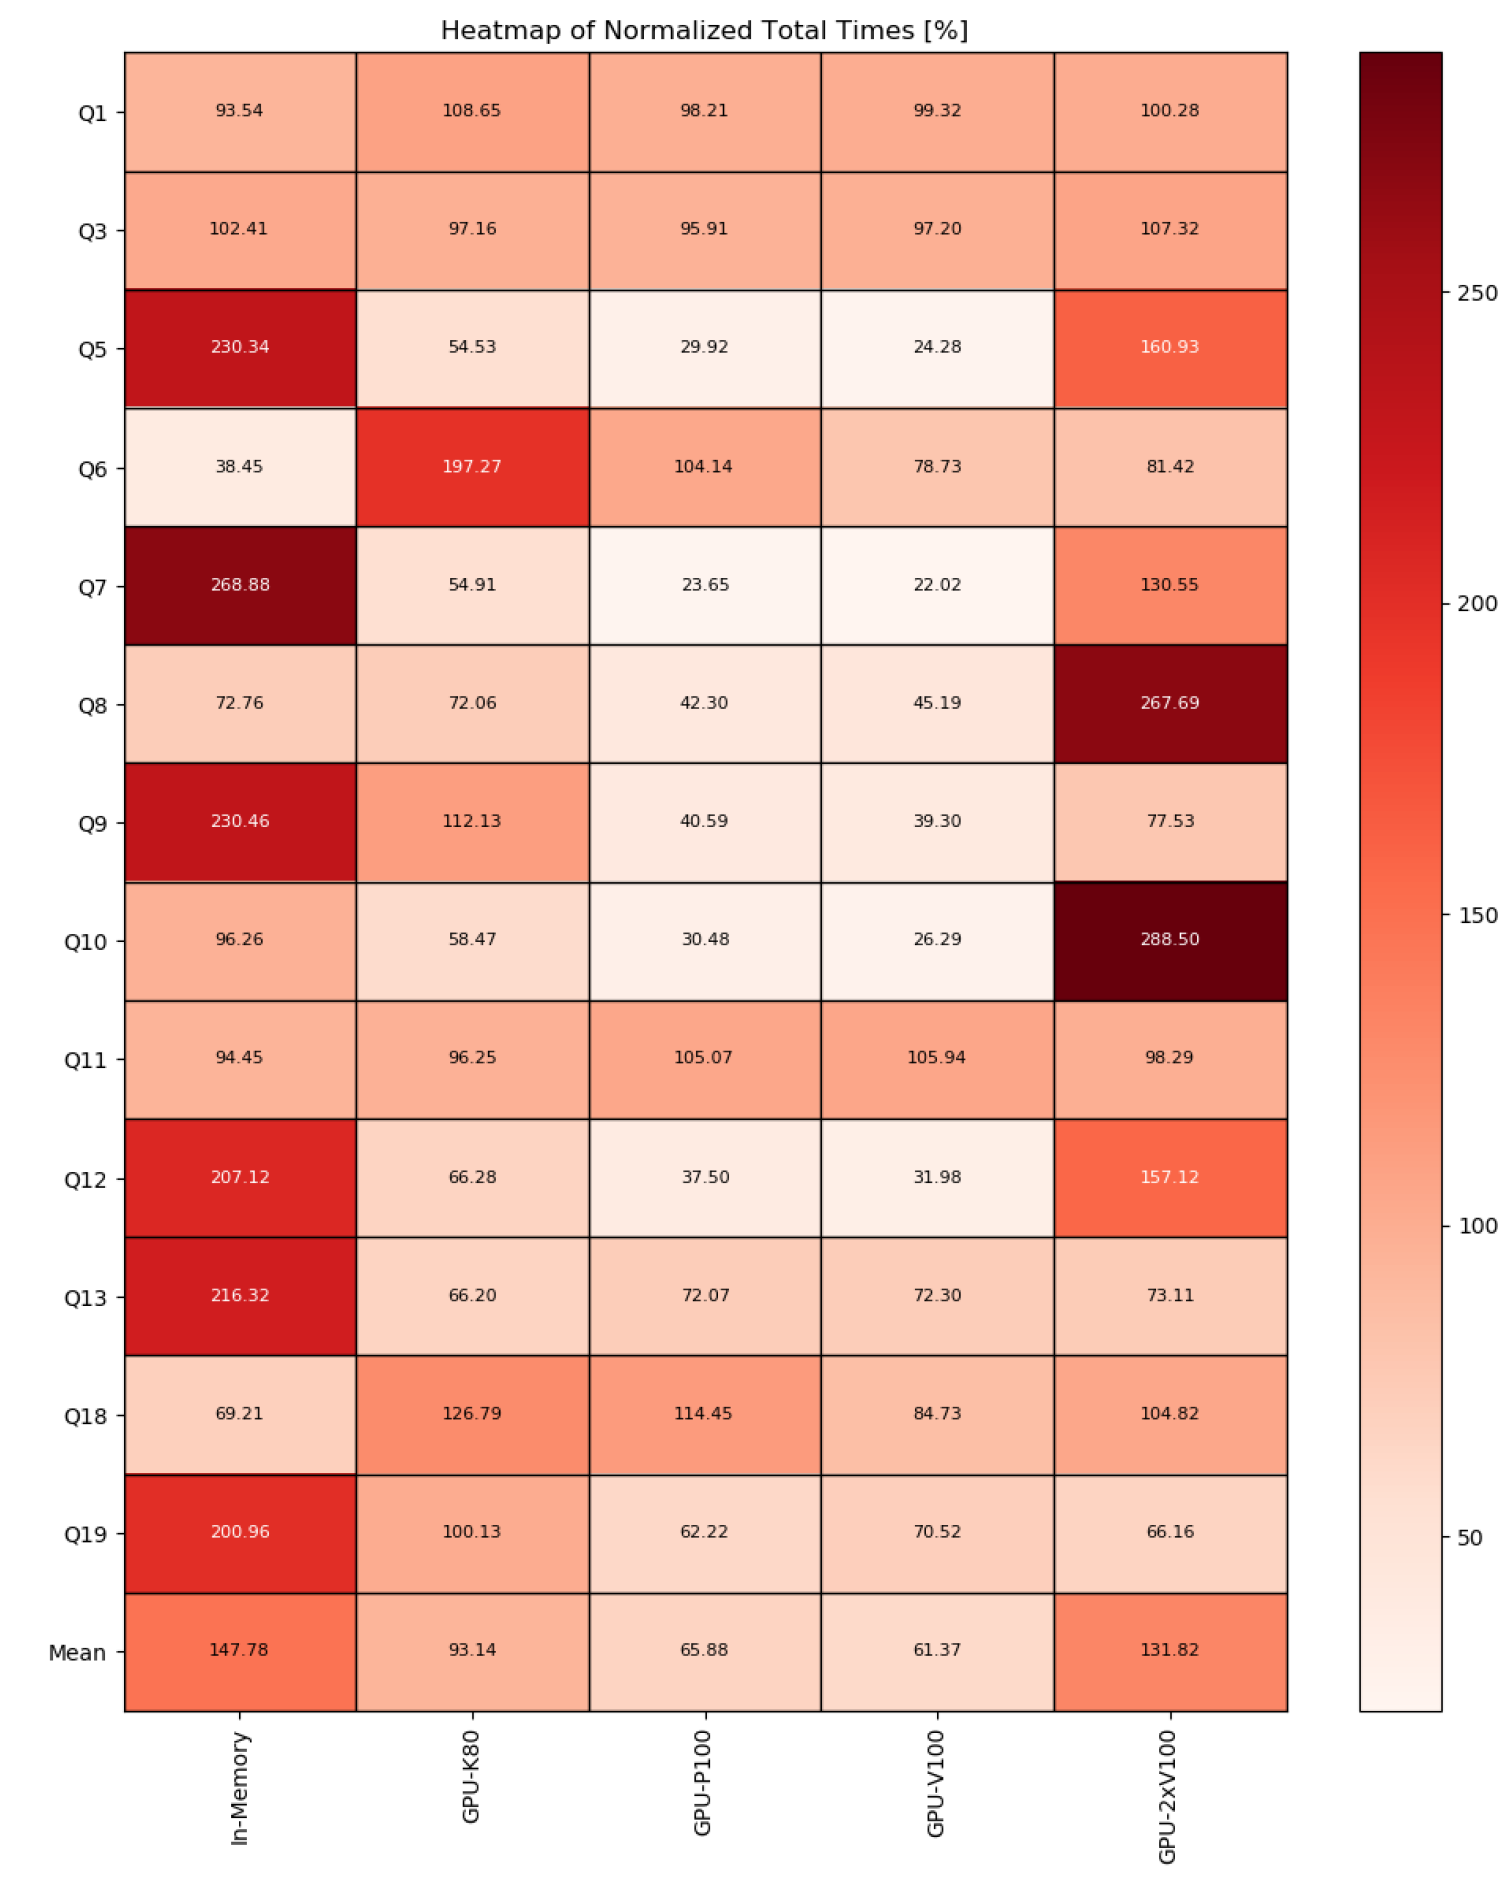 Heatmap of Normalized Total Times [%]
Q1 93.54 108.65 98.21 99.32 100.28
Q3 102.41 97.16 95.91 97.20 107.32
250
Q5 230.34 54.53 29.92 24.28 160.93
Q6 38.45 197.27 104.14 78.73 81.42
Q7 268.88 54.91 23.65 22.02 130.55
200
Q8 72.76 72.06 42.30 45.19 267.69
Q9 230.46 112.13 40.59 39.30 77.53
150
Q10 96.26 58.47 30.48 26.29 288.50
Q11 94.45 96.25 105.07 105.94 98.29
Q12 207.12 66.28 37.50 31.98 157.12
100
Q13 216.32 66.20 72.07 72.30 73.11
Q18 69.21 126.79 114.45 84.73 104.82
Q19 200.96 100.13 62.22 70.52 66.16
50
Mean 147.78 93.14 65.88 61.37 131.82
In-Memory
GPU-K80
GPU-P100
GPU-V100
GPU-2xV100